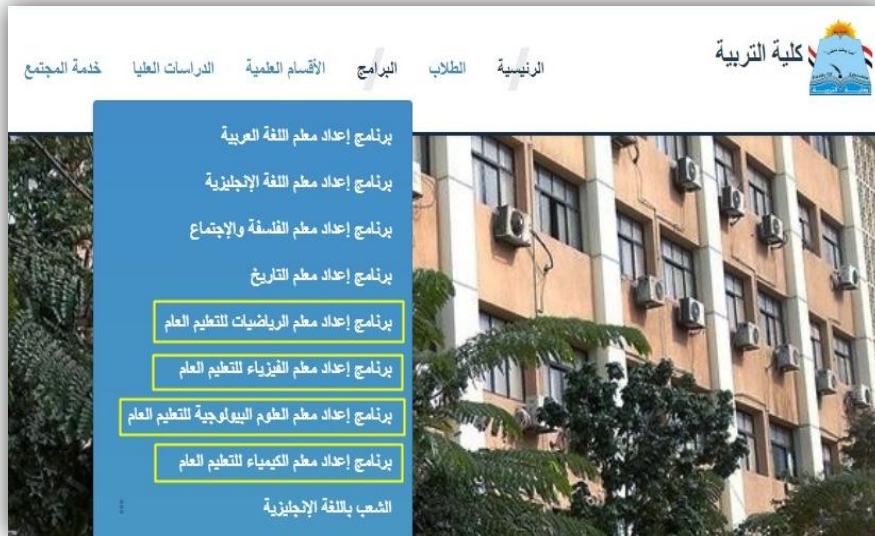 كلية التربية
الرئيسية
الطلاب
البرامج
الأقسام العلمية
الدراسات العليا
خدمة المجتمع
برنامج إعداد معلم اللغة العربية
برنامج إعداد معلم اللغة الإنجليزية
برنامج إعداد معلم الفلسفة والإجتماع
برنامج إعداد معلم التاريخ
برنامج إعداد معلم الرياضيات للتعليم العام
برنامج إعداد معلم الفيزياء للتعليم العام
برنامج إعداد معلم العلوم البيولوجية للتعليم العام
برنامج إعداد معلم الكيمياء للتعليم العام
الشعب باللغة الإنجليزية